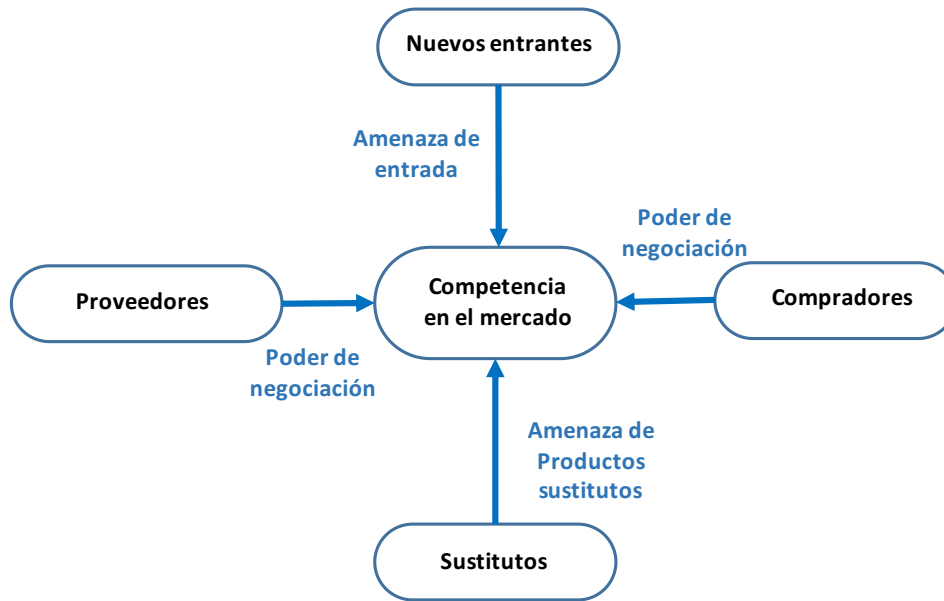 Nuevos entrantes
Amenaza de
entrada
Poder de
negociación
Proveedores
Competencia
en el mercado
Compradores
Poder de
negociación
Amenaza de
Productos
sustitutos
Sustitutos